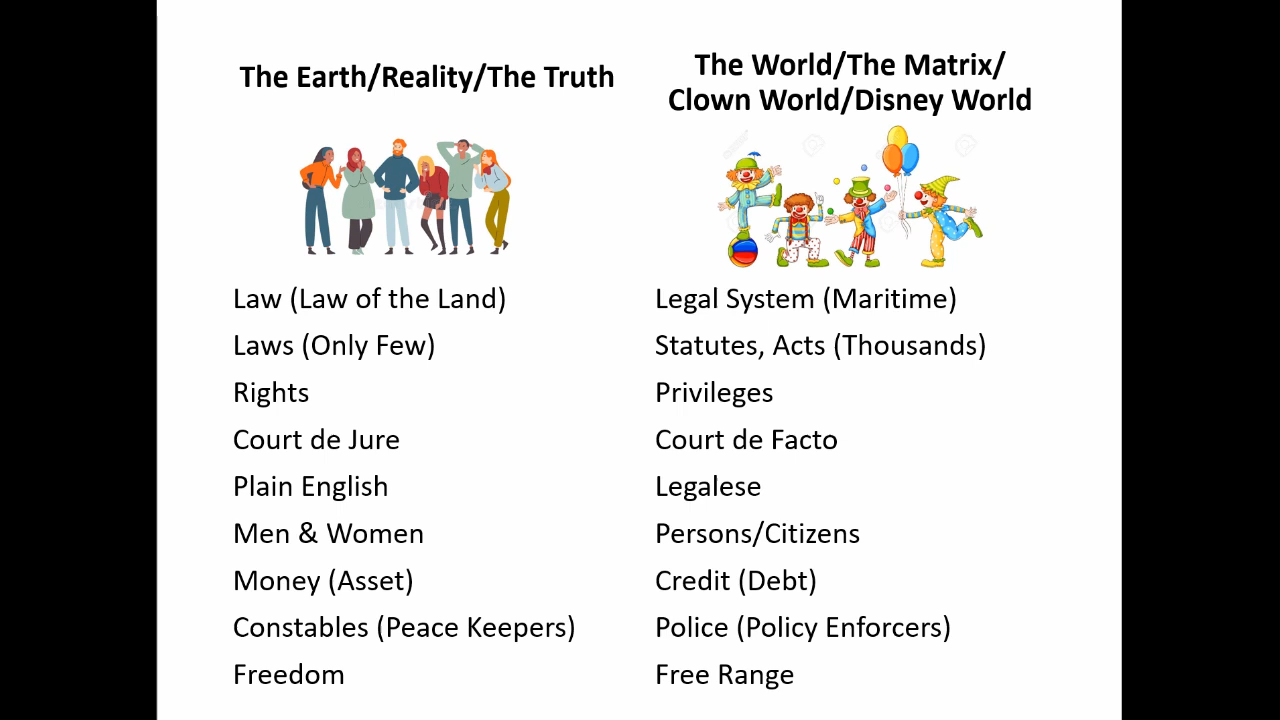 The Earth/Reality/The Truth
The World/The Matrix/
Clown World/Disney World
Law (Law of the Land)
Legal System (Maritime)
Laws (Only Few)
Statutes, Acts (Thousands)
Rights
Privileges
Court de Jure
Court de Facto
Plain English
Legalese
Men & Women
Persons/Citizens
Money (Asset)
Credit (Debt)
Constables (Peace Keepers)
Police (Policy Enforcers)
Freedom
Free Range